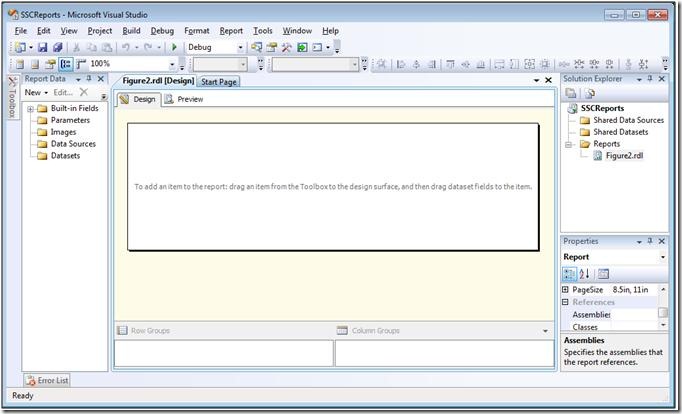 SSCReports - Microsoft Visual Studio
File Edit View Project Build Debug Format Report Tools Window Help
Debug
100%
Toolbox
Report Data
New Edit...
Built-in Fields
Parameters
Images
Data Sources
Datasets
Figure2.rdl [Design] Start Page
Design Preview
To add an item to the report: drag an item from the Toolbox to the design surface, and then drag dataset fields to the item.
Row Groups Column Groups
Solution Explorer
SSCReports
Shared Data Sources
Shared Datasets
Reports
Figure2.rdl
Properties
Report
PageSize 8.5in, 11in
References
Assemblies
Classes
Assemblies
Specifies the assemblies that
the report references.
Error List
Ready